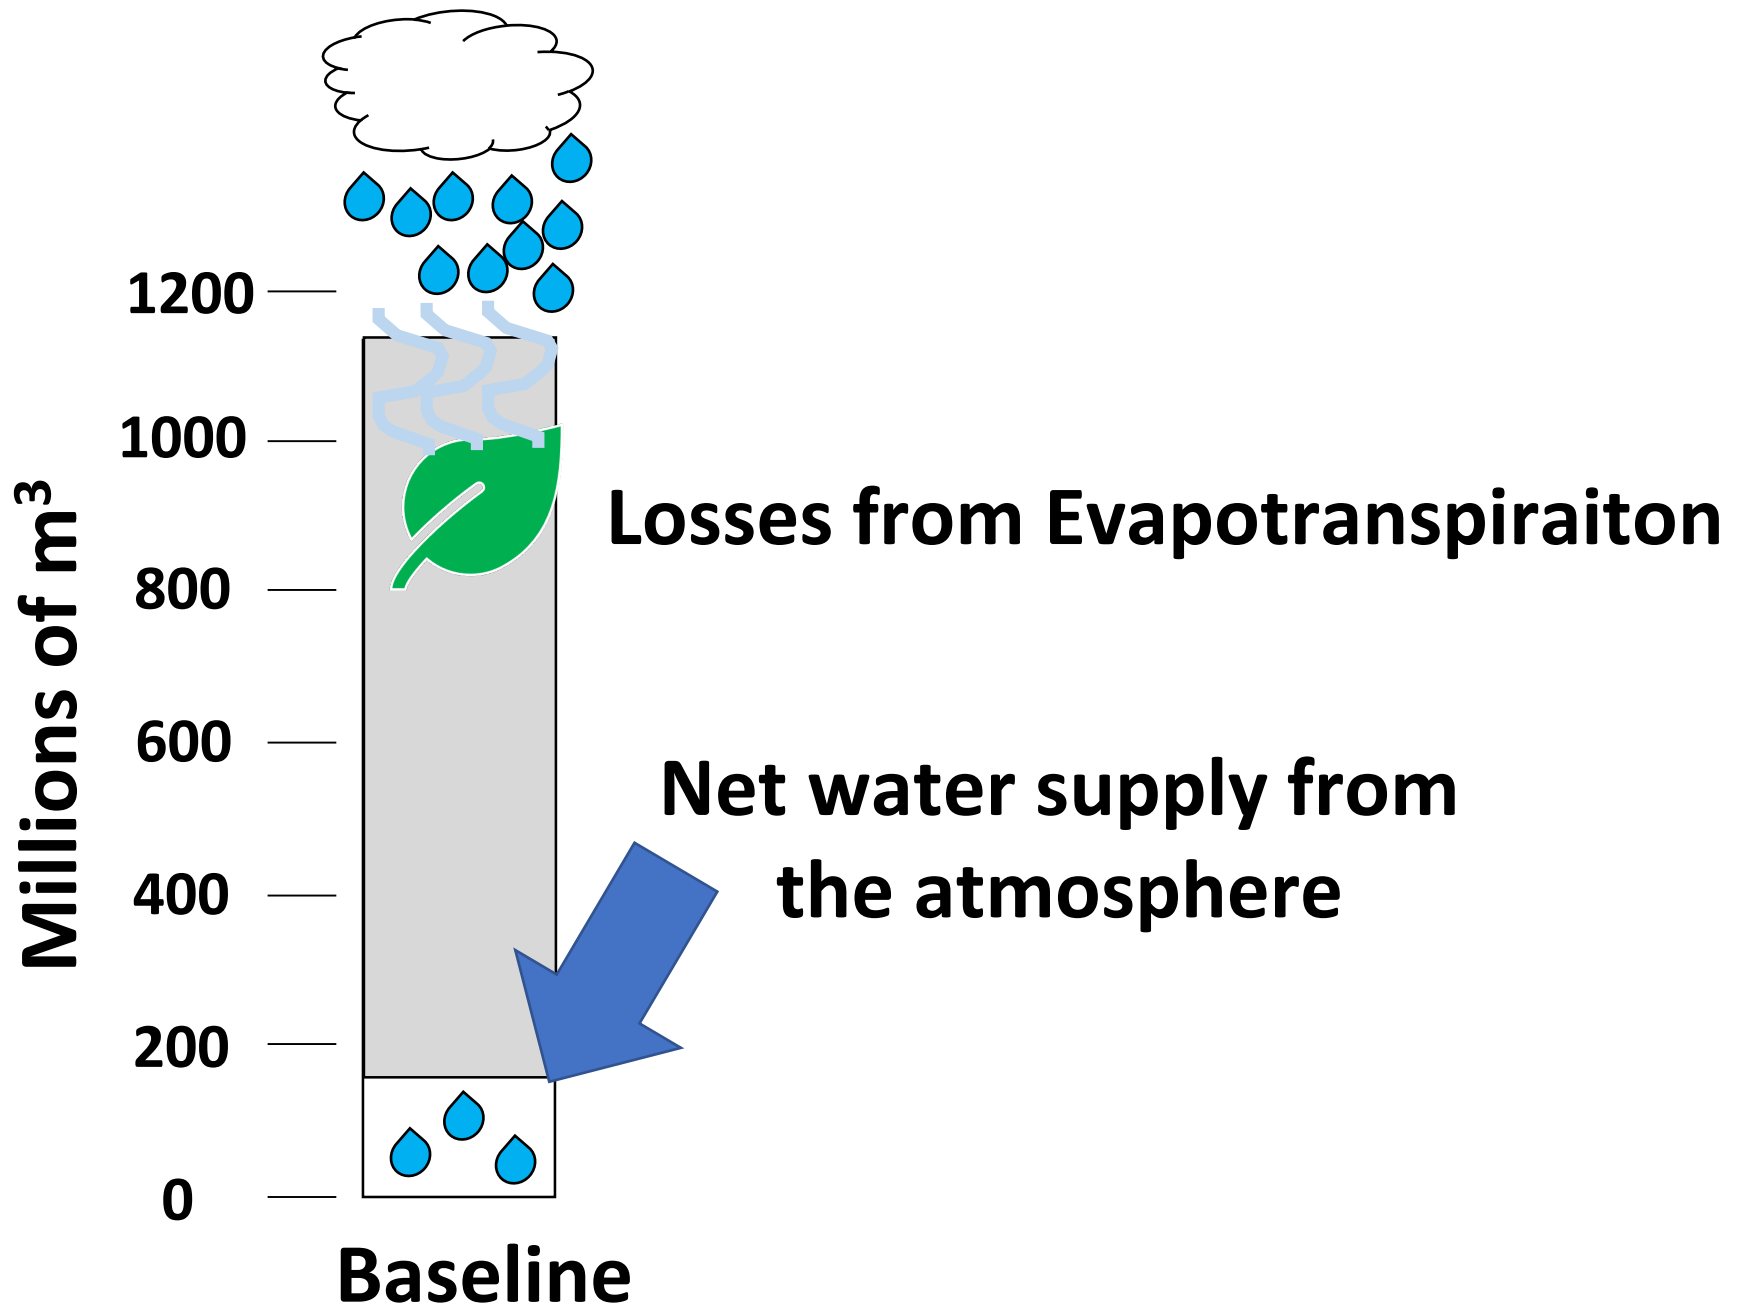 1200
1000
800
600
400
200
0
Millions of m³
Losses from Evapotranspiraiton
Net water supply from
the atmosphere
Baseline